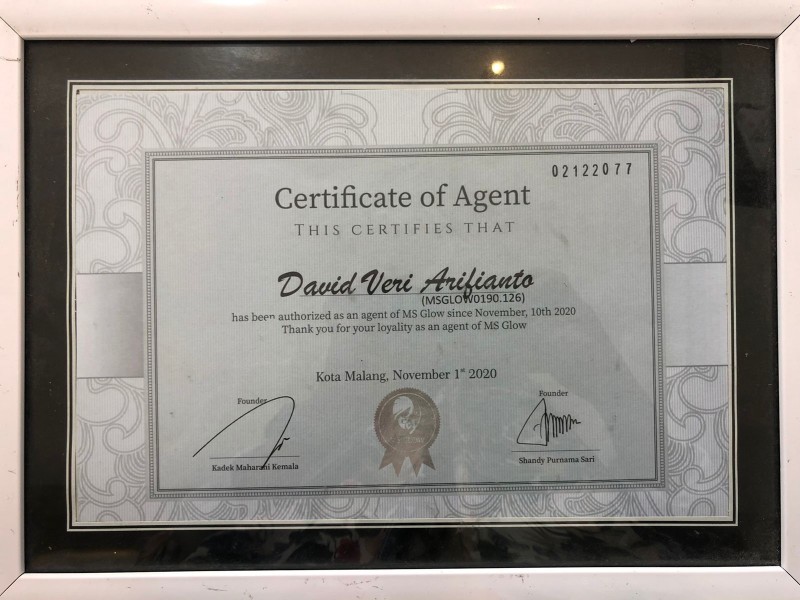 02122077
Certificate of Agent
THIS CERTIFIES THAT
David Veri Arifianto
(MSGLOW0190.126)
has been authorized as an agent of MS Glow since November, 10th 2020
Thank you for your loyality as an agent of MS Glow
Kota Malang, November 1st 2020
Founder
Founder
Kadek Maharani Kemala
Shandy Purnama Sari